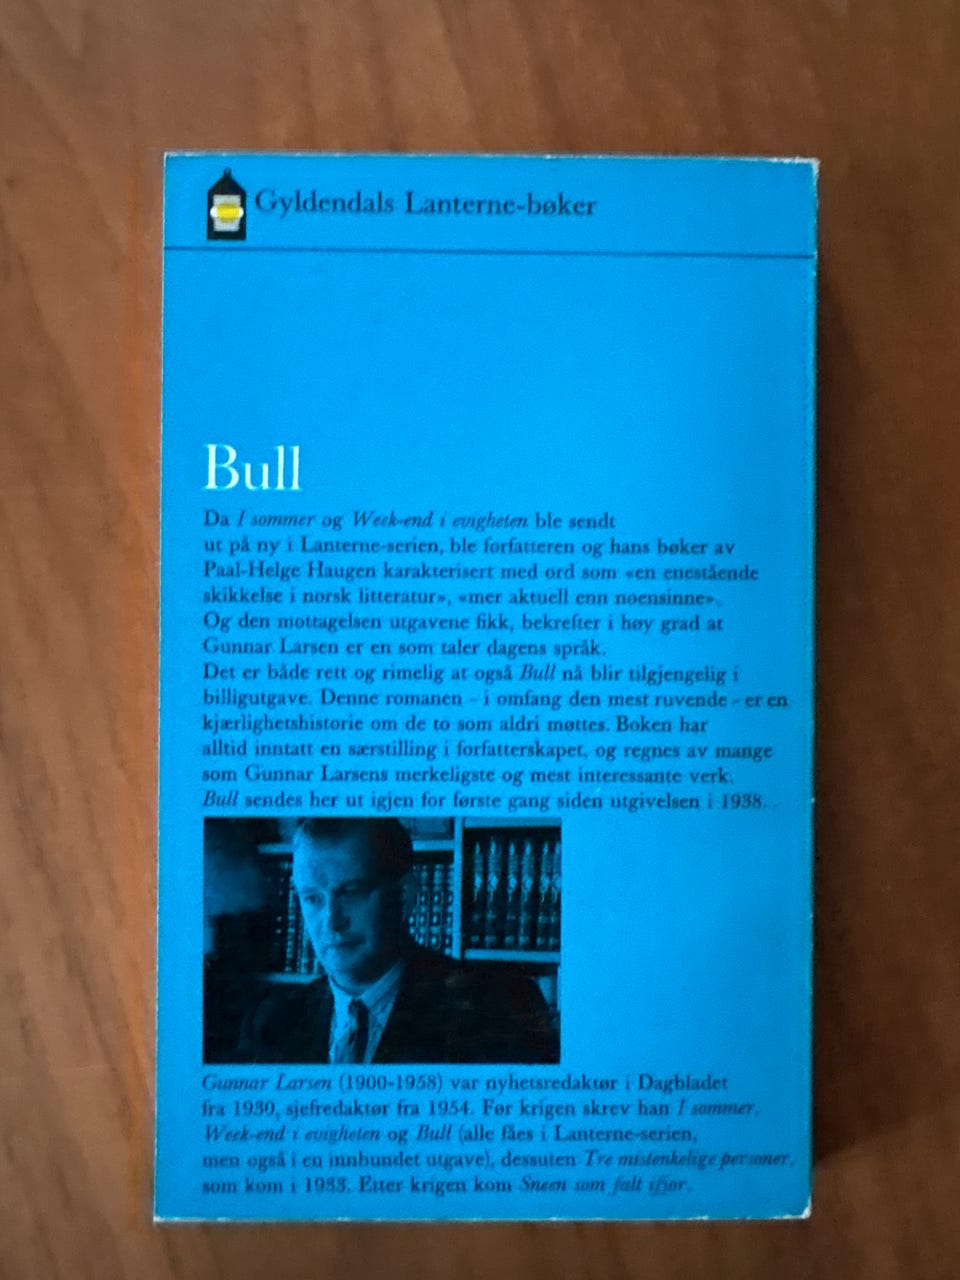 Gyldendals Lanterne-bøker
Bull
Da I sommer og Week-end i evigheten ble sendt
ut på ny i Lanterne-serien, ble forfatteren og hans bøker av
Paal-Helge Haugen karakterisert med ord som «en enestående
skikkelse i norsk litteratur», «mer aktuell enn noensinne».
Og den mottagelsen utgavene fikk, bekrefter i høy grad at
Gunnar Larsen er en som taler dagens språk.
Det er både rett og rimelig at også Bull nå blir tilgjengelig i
billigutgave. Denne romanen - i omfang den mest ruvende - er en
kjærlighetshistorie om de to som aldri møttes. Boken har
alltid inntatt en særstilling i forfatterskapet, og regnes av mange
som Gunnar Larsens merkeligste og mest interessante verk.
Bull sendes her ut igjen for første gang siden utgivelsen i 1938.
Gunnar Larsen (1900-1958) var nyhetsredaktør i Dagbladet
fra 1930, sjefredaktør fra 1954. Før krigen skrev han I sommer,
Week-end i evigheten og Bull (alle fåes i Lanterne-serien,
men også i en innbundet utgave), dessuten Tre mistenkelige personer,
som kom i 1933. Etter krigen kom Sneen som falt ifjor.